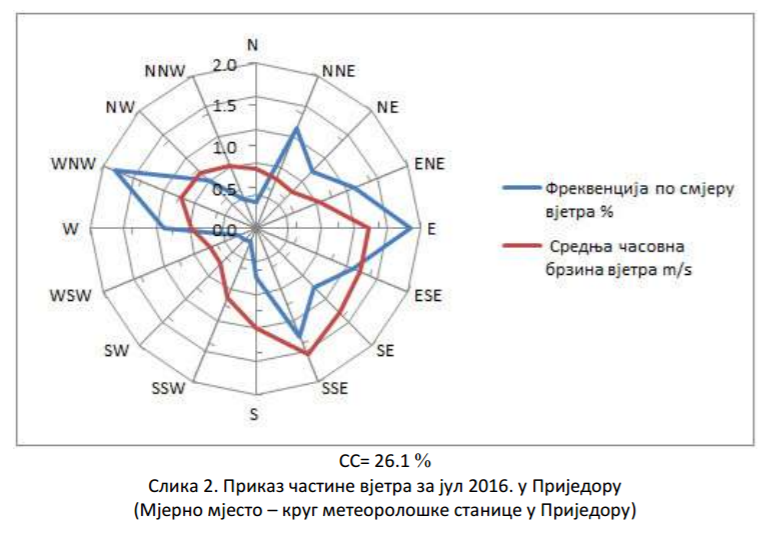 N
NNW
2.0
NNE
NW
1.5
NE
1.0
WNW
ENE
0.5
Фреквенција по смјеру
вјетра %
W
0.0
E
Средња часовна
брзина вјетра m/s
WSW
ESE
SW
SE
SSW
SSE
S
CC= 26.1 %
Слика 2. Приказ частине вјетра за јул 2016. у Приједору
(Мјерно мјесто – круг метеоролошке станице у Приједору)